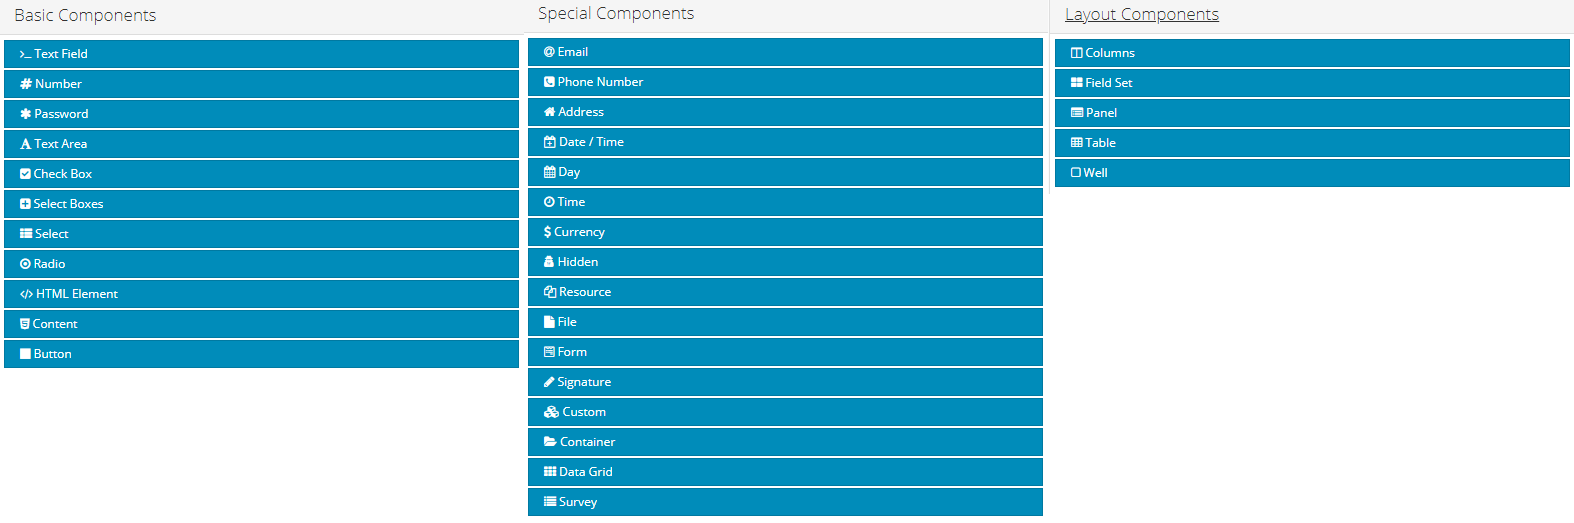 Basic Components
Text Field
Number
Password
Text Area
Check Box
Select Boxes
Select
Radio
HTML Element
Content
Button
Special Components
Email
Phone Number
Address
Date / Time
Day
Time
Currency
Hidden
Resource
File
Form
Signature
Custom
Container
Data Grid
Survey
Layout Components
Columns
Field Set
Panel
Table
Well